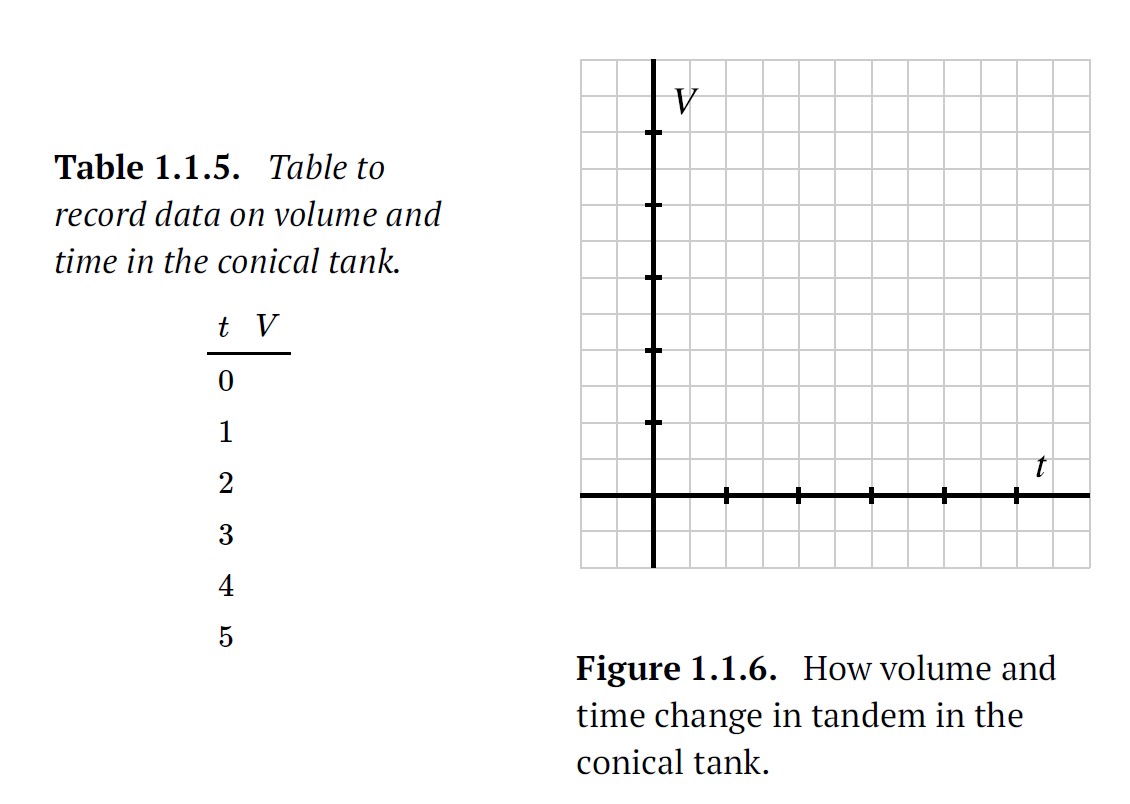 Table 1.1.5. Table to
record data on volume and
time in the conical tank.
t V
0
1
2
3
4
5
V
t
Figure 1.1.6. How volume and
time change in tandem in the
conical tank.